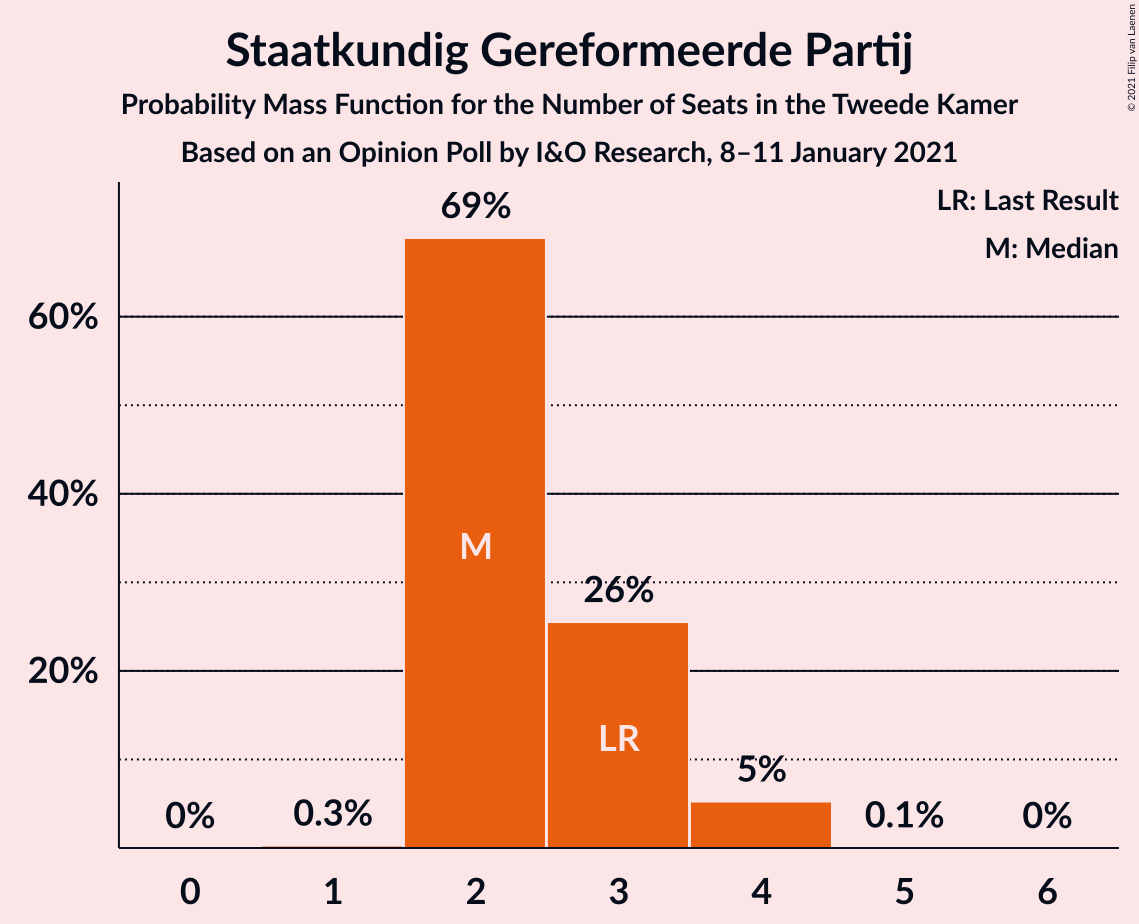 Staatkundig Gereformeerde Partij
Probability Mass Function for the Number of Seats in the Tweede Kamer
Based on an Opinion Poll by I&O Research, 8–11 January 2021
© 2021 Filip van Laenen
LR: Last Result
M: Median
69%
60%
40%
M
26%
20%
LR
5%
0% 0.3% 0.1% 0%
0 1 2 3 4 5 6